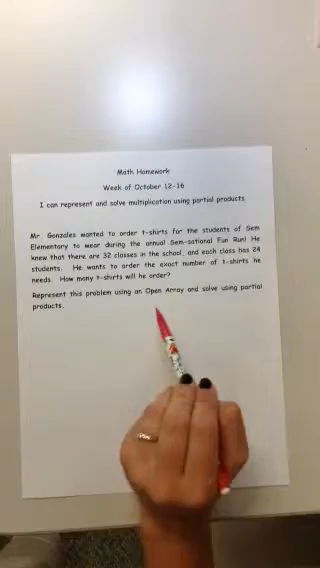 Math Homework
Week of October 12-16
I can represent and solve multiplication using partial products.
Mr. Gonzales wanted to order t-shirts for the students of Sem
Elementary to wear during the annual Sem-sational Fun Run! He
knew that there are 32 classes in the school, and each class has 24
students. He wants to order the exact number of t-shirts he
needs. How many t-shirts will he order?
Represent this problem using an Open Array and solve using partial
products.